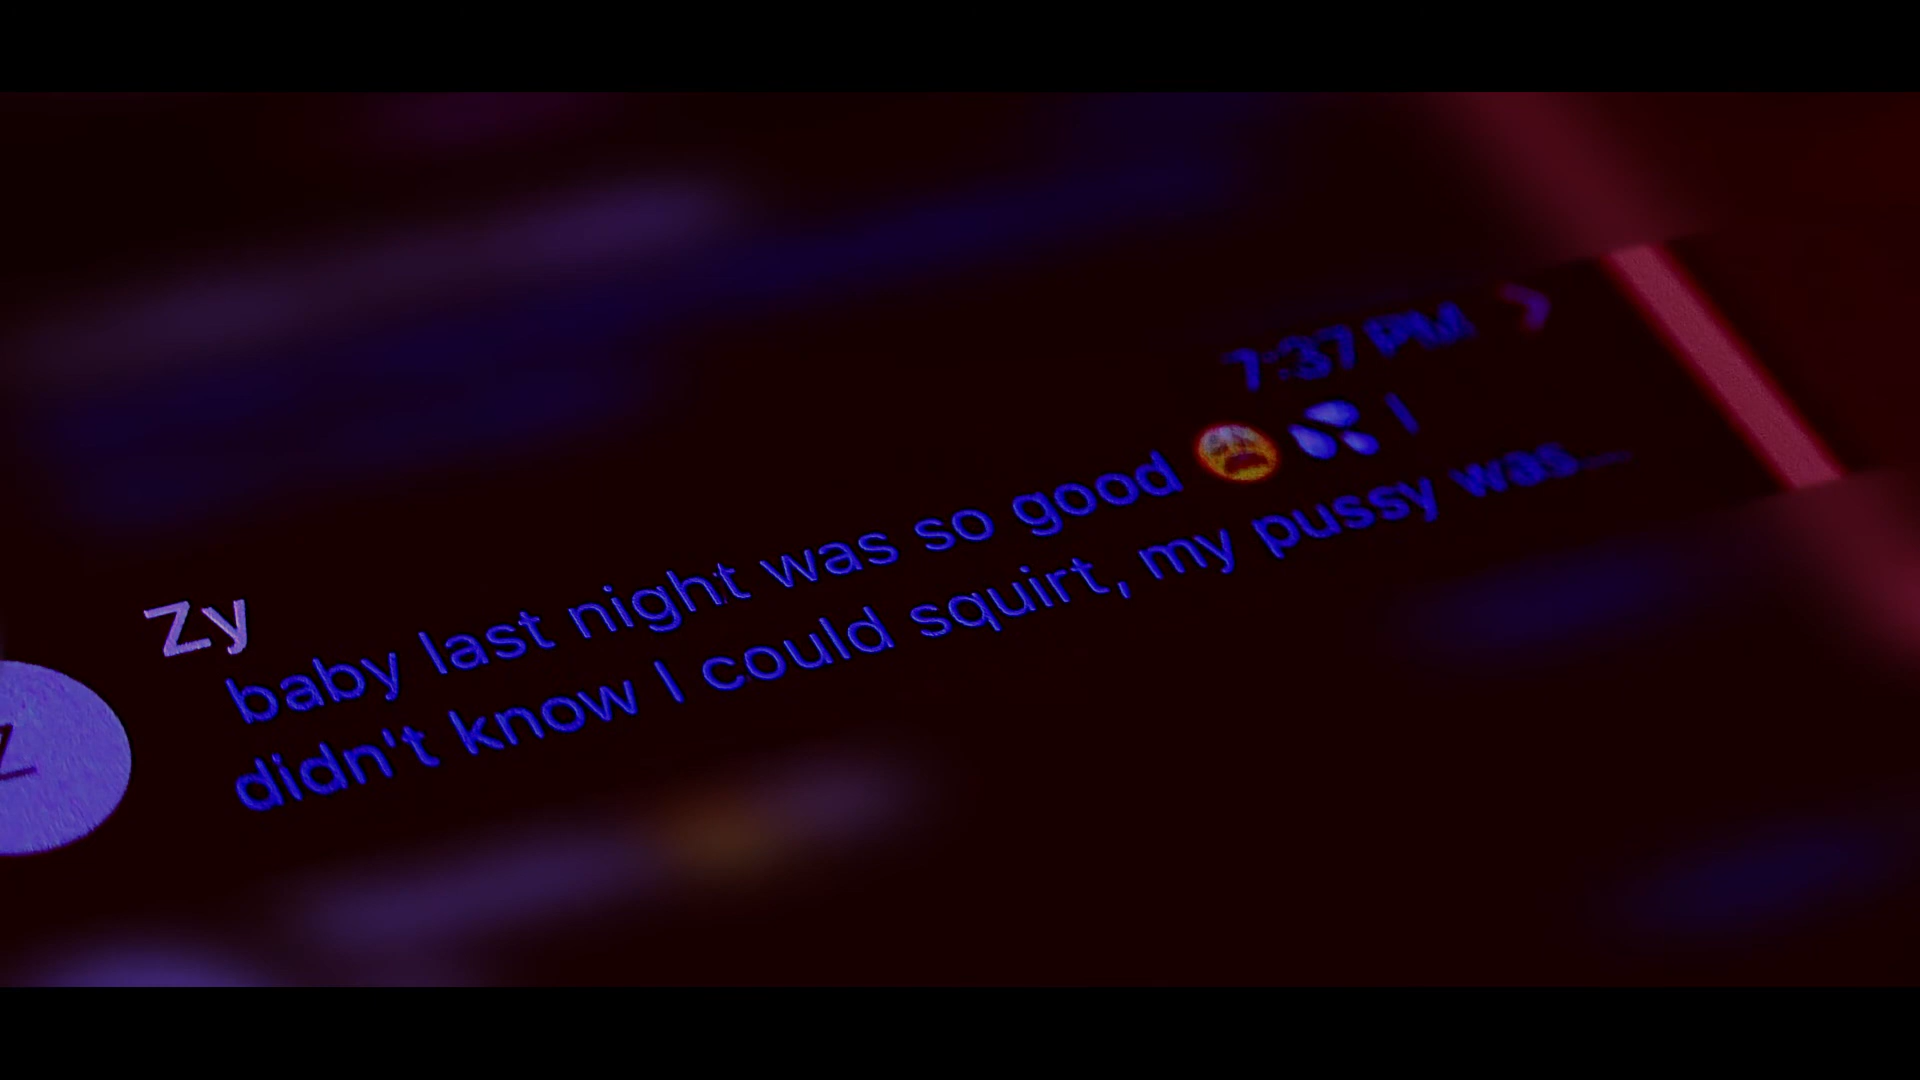 7:37 PM
Zy
baby last night was so good 😩💦 I
didn't know I could squirt, my pussy was...
Z